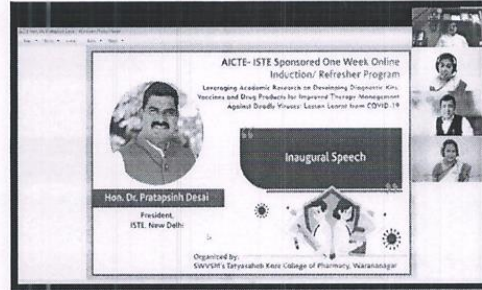 AICTE- ISTE Sponsored One Week Online
Induction/ Refresher Program
Leveraging Academic Research on Developing Diagnostic Kits,
Vaccines and Drug Products for Improved Therapy Management
Against Deadly Viruses: Lesson Learnt from COVID-19
Inaugural Speech
Hon. Dr. Pratapsinh Desai
President,
ISTE, New Delhi
Organized by:
SWVSM's Tatyasaheb Kore College of Pharmacy, Warananagar